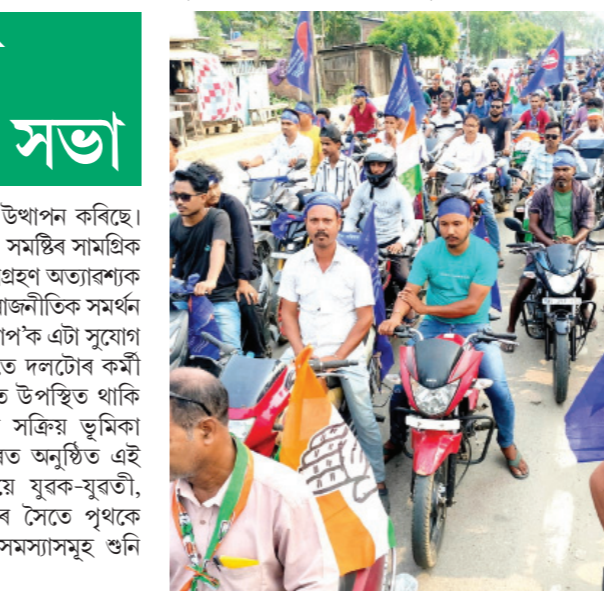 সভা
উত্থাপন কৰিছে।
সমষ্টিৰ সামগ্ৰিক
গ্ৰহণ অত্যাৱশ্যক
াজনীতিক সমৰ্থন
এটা সুযোগ
দলটোৰ কৰ্মী
উপস্থিত থাকি
সক্ৰিয় ভূমিকা
অনুষ্ঠিত এই
যুৱক-যুৱতী,
ৰ সৈতে পৃথকে
সমস্যাসমূহ শুনি